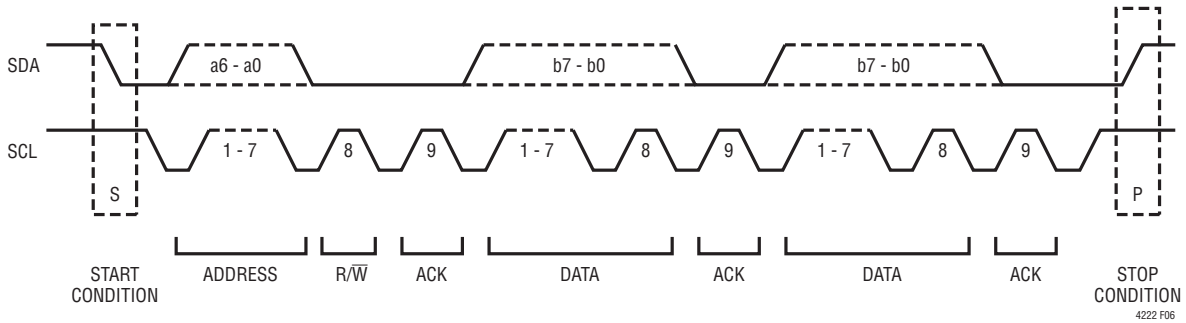 SDA
a6 - a0
b7 - b0
b7 - b0
SCL
1 - 7
8
9
1 - 7
8
9
1 - 7
8
9
S
P
START
CONDITION
ADDRESS
R/W̅
ACK
DATA
ACK
DATA
ACK
STOP
CONDITION
4222 F06